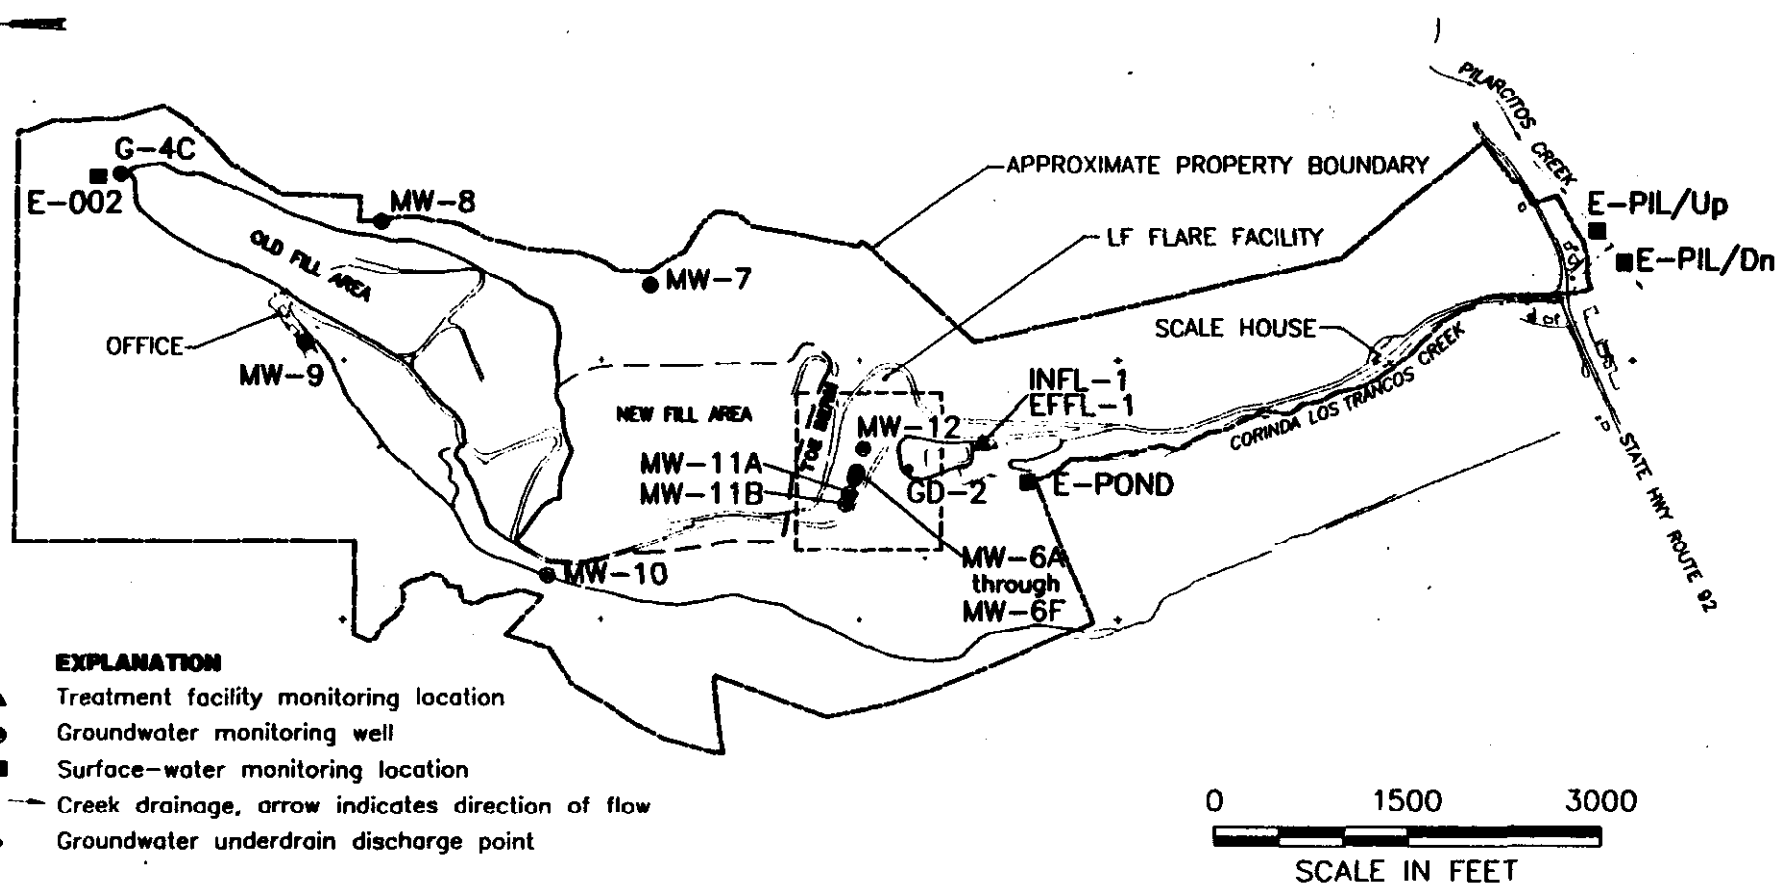 PILARCITOS CREEK
G-4C
E-002
MW-8
APPROXIMATE PROPERTY BOUNDARY
E-PIL/Up
E-PIL/Dn
OLD FILL AREA
LF FLARE FACILITY
MW-7
OFFICE
MW-9
SCALE HOUSE
CORINDA LOS TRANCOS CREEK
INFL-1
EFFL-1
NEW FILL AREA
TOE BERM
MW-12
MW-11A
MW-11B
GD-2
E-POND
STATE HWY ROUTE 92
MW-10
MW-6A
through
MW-6F
EXPLANATION
Treatment facility monitoring location
Groundwater monitoring well
Surface-water monitoring location
Creek drainage, arrow indicates direction of flow
Groundwater underdrain discharge point
0 1500 3000
SCALE IN FEET